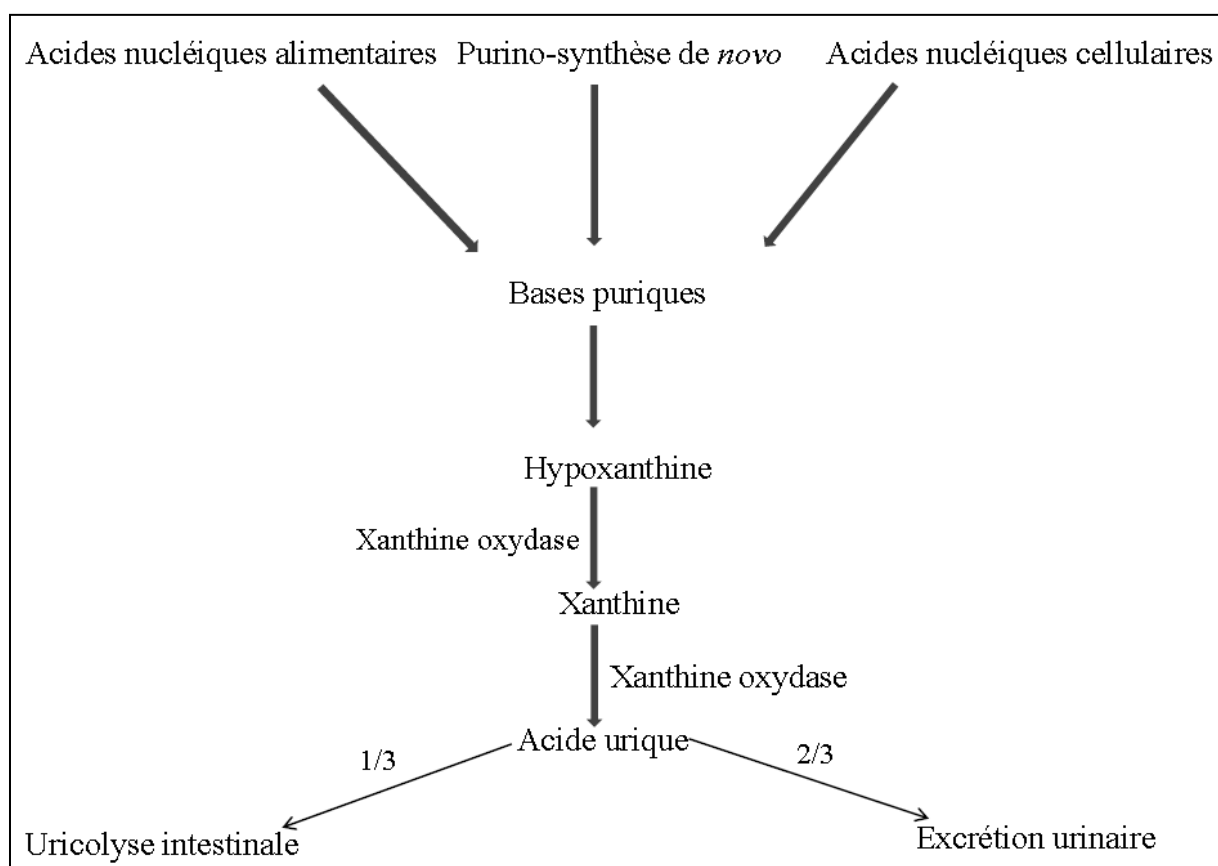 Acides nucléiques alimentaires
Purino-synthèse de novo
Acides nucléiques cellulaires
Bases puriques
Hypoxanthine
Xanthine oxydase
Xanthine
Xanthine oxydase
Acide urique
1/3
2/3
Uricolyse intestinale
Excrétion urinaire